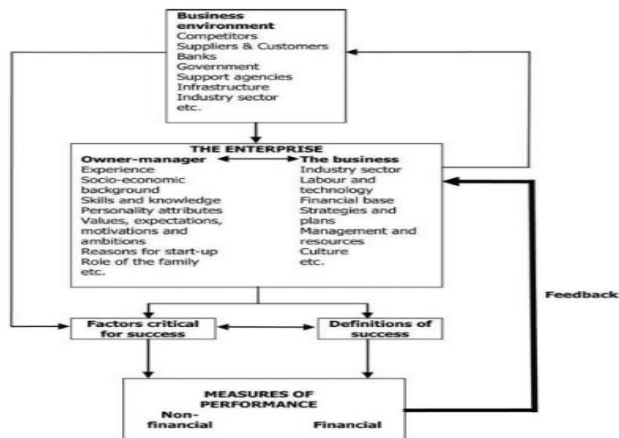 Business
environment
Competitors
Suppliers & Customers
Banks
Government
Support agencies
Infrastructure
Industry sector
etc.
THE ENTERPRISE
Owner-manager
Experience
Socio-economic
background
Skills and knowledge
Personality attributes
Values, expectations,
motivations and
ambitions
Reasons for start-up
Role of the family
etc.
The business
Industry sector
Labour and
technology
Financial base
Strategies and
plans
Management and
resources
Culture
etc.
Feedback
Factors critical
for success
Definitions of
success
MEASURES OF
PERFORMANCE
Non-
financial
Financial